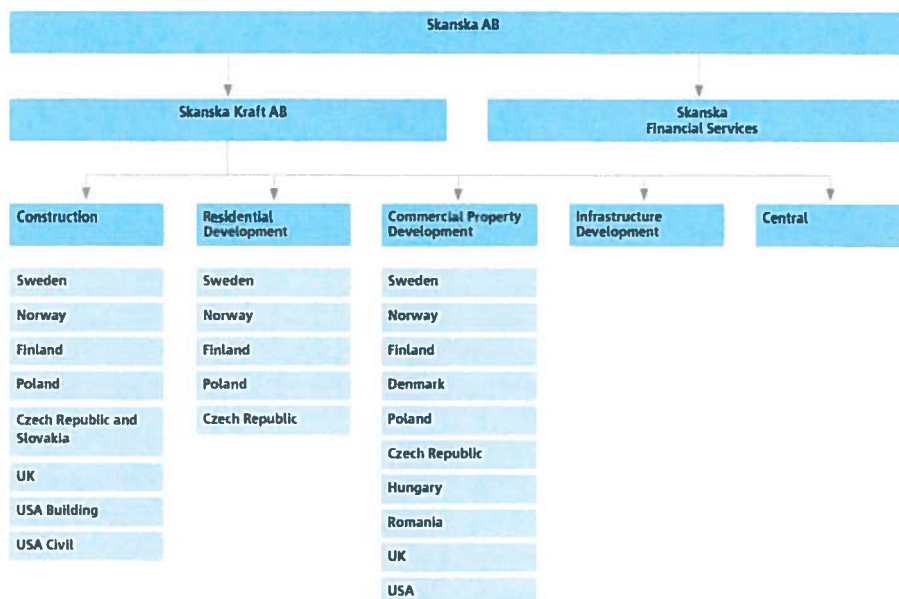 Skanska AB
Skanska Kraft AB
Skanska
Financial Services
Construction
Residential
Development
Commercial Property
Development
Infrastructure
Development
Central
Sweden
Norway
Finland
Poland
Czech Republic and
Slovakia
UK
USA Building
USA Civil
Sweden
Norway
Finland
Poland
Czech Republic
Sweden
Norway
Finland
Denmark
Poland
Czech Republic
Hungary
Romania
UK
USA